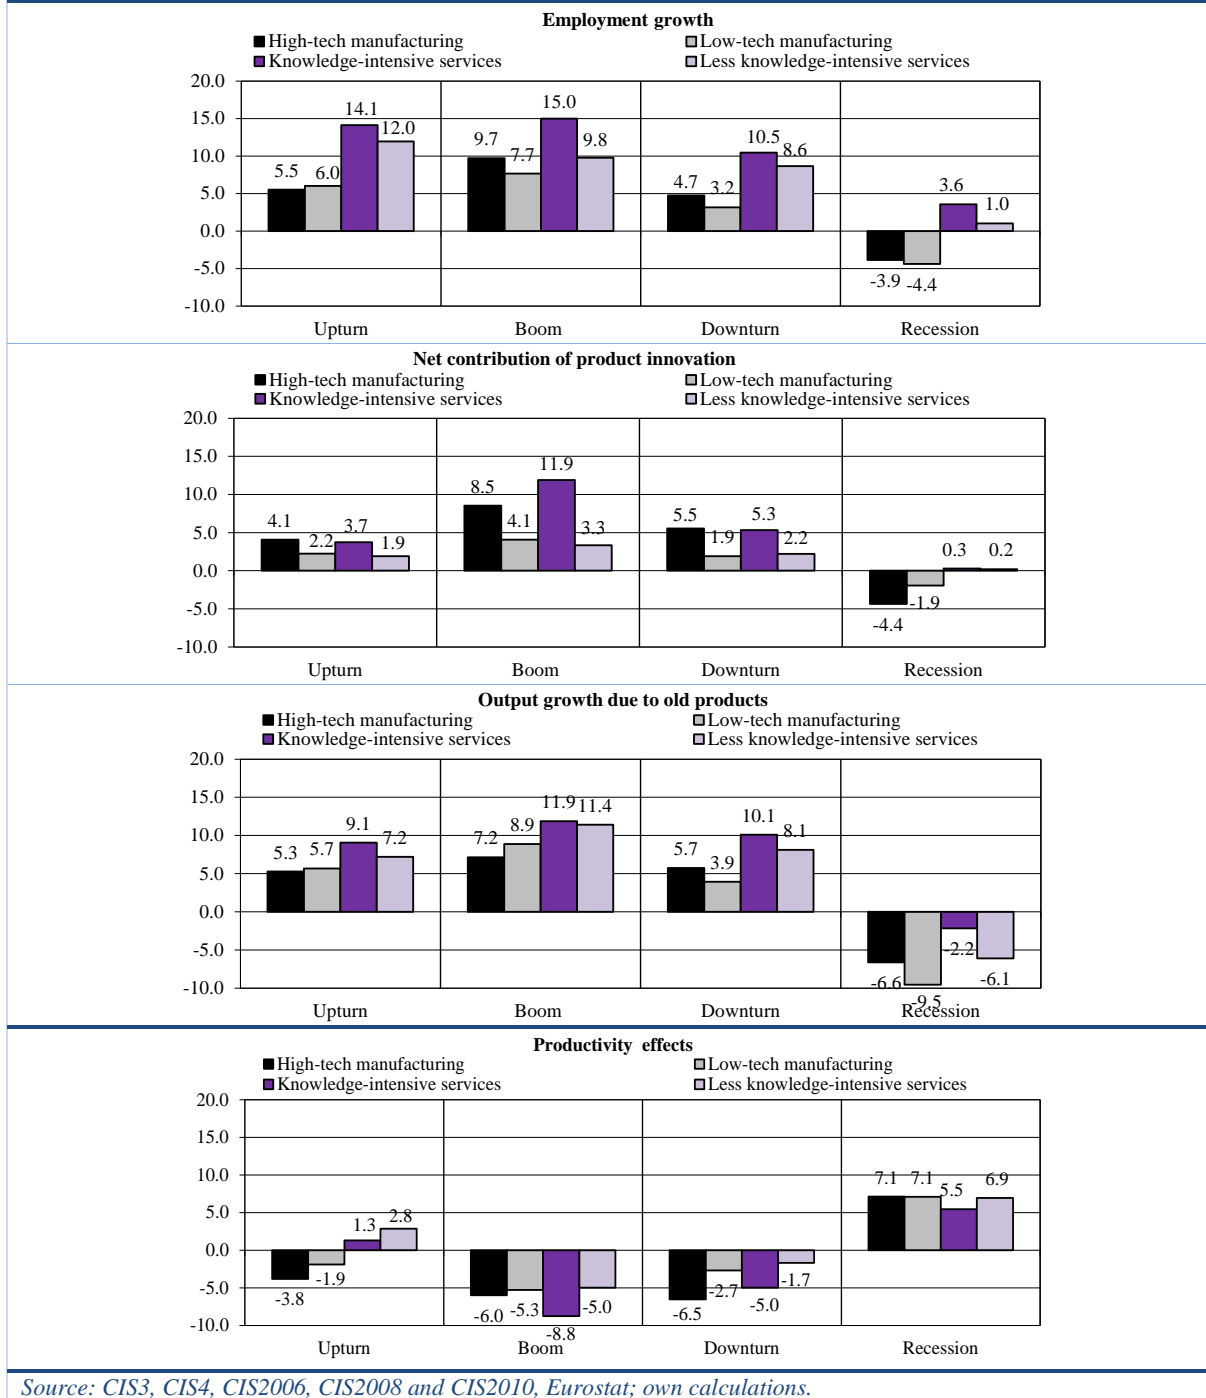 Employment growth
High-tech manufacturing Low-tech manufacturing
Knowledge-intensive services Less knowledge-intensive services
20.0
15.0
10.0
5.0
0.0
-5.0
-10.0
5.5 6.0 14.1 12.0
9.7 7.7 15.0 9.8
4.7 3.2 10.5 8.6
-3.9 -4.4 3.6 1.0
Upturn Boom Downturn Recession
Net contribution of product innovation
High-tech manufacturing Low-tech manufacturing
Knowledge-intensive services Less knowledge-intensive services
20.0
15.0
10.0
5.0
0.0
-5.0
-10.0
4.1 2.2 3.7 1.9
8.5 4.1 11.9 3.3
5.5 1.9 5.3 2.2
-4.4 -1.9 0.3 0.2
Upturn Boom Downturn Recession
Output growth due to old products
High-tech manufacturing Low-tech manufacturing
Knowledge-intensive services Less knowledge-intensive services
20.0
15.0
10.0
5.0
0.0
-5.0
-10.0
5.3 5.7 9.1 7.2
7.2 8.9 11.9 11.4
5.7 3.9 10.1 8.1
-6.6 -9.5 -2.2 -6.1
Upturn Boom Downturn Recession
Productivity effects
High-tech manufacturing Low-tech manufacturing
Knowledge-intensive services Less knowledge-intensive services
20.0
15.0
10.0
5.0
0.0
-5.0
-10.0
-3.8 -1.9 1.3 2.8
-6.0 -5.3 -8.8 -5.0
-6.5 -2.7 -5.0 -1.7
7.1 7.1 5.5 6.9
Upturn Boom Downturn Recession
Source: CIS3, CIS4, CIS2006, CIS2008 and CIS2010, Eurostat; own calculations.